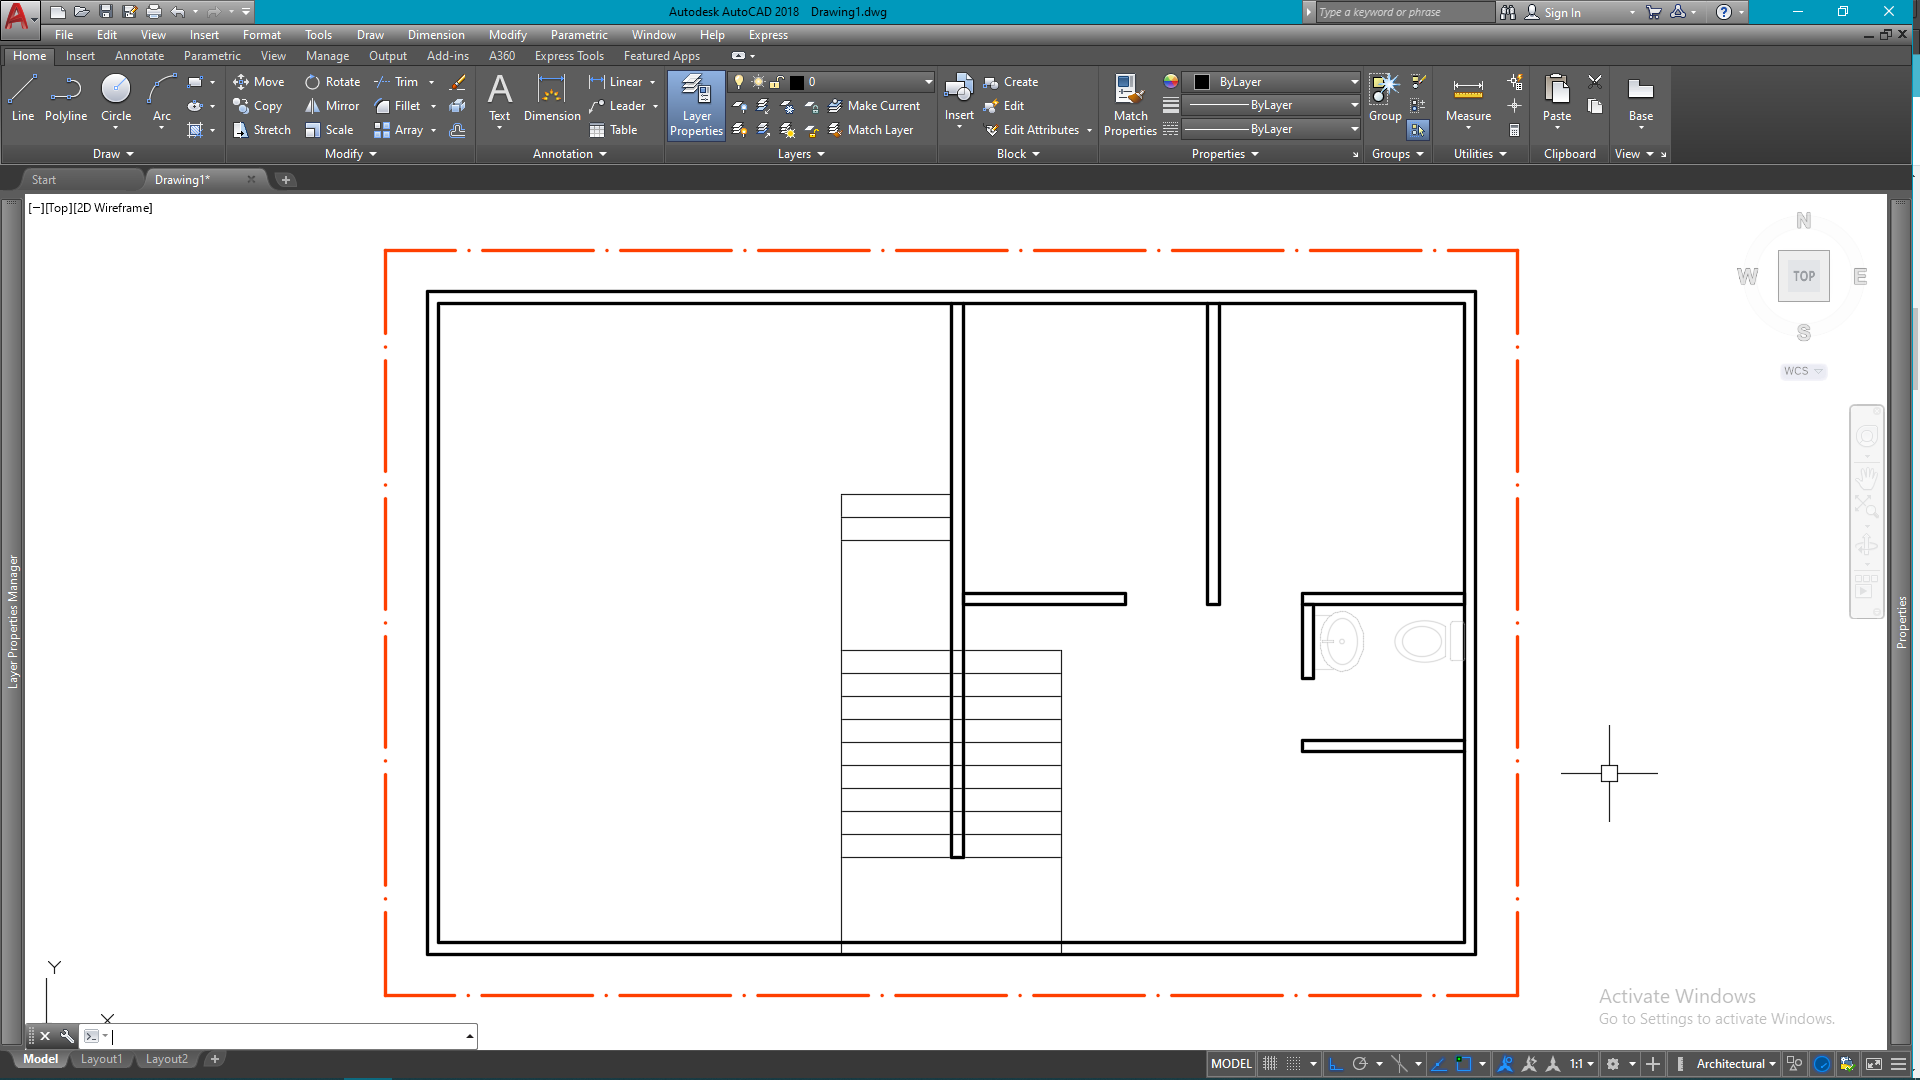 Autodesk AutoCAD 2018 Drawing1.dwg
Type a keyword or phrase
Sign In
File Edit View Insert Format Tools Draw Dimension Modify Parametric Window Help Express
Home Insert Annotate Parametric View Manage Output Add-ins A360 Express Tools Featured Apps
Line Polyline Circle Arc
Draw
Move Rotate Trim
Copy Mirror Fillet
Stretch Scale Array
Modify
Text Dimension
Linear
Leader
Table
Annotation
Layer
Properties
0
Make Current
Match Layer
Layers
Insert
Create
Edit
Edit Attributes
Block
Match
Properties
ByLayer
ByLayer
ByLayer
Properties
Group
Groups
Measure
Utilities
Paste
Clipboard
Base
View
Start Drawing1*
[−][Top][2D Wireframe]
N
W TOP E
S
WCS
Layer Properties Manager
Properties
Y
X
Activate Windows
Go to Settings to activate Windows.
Model Layout1 Layout2
MODEL 1:1 Architectural